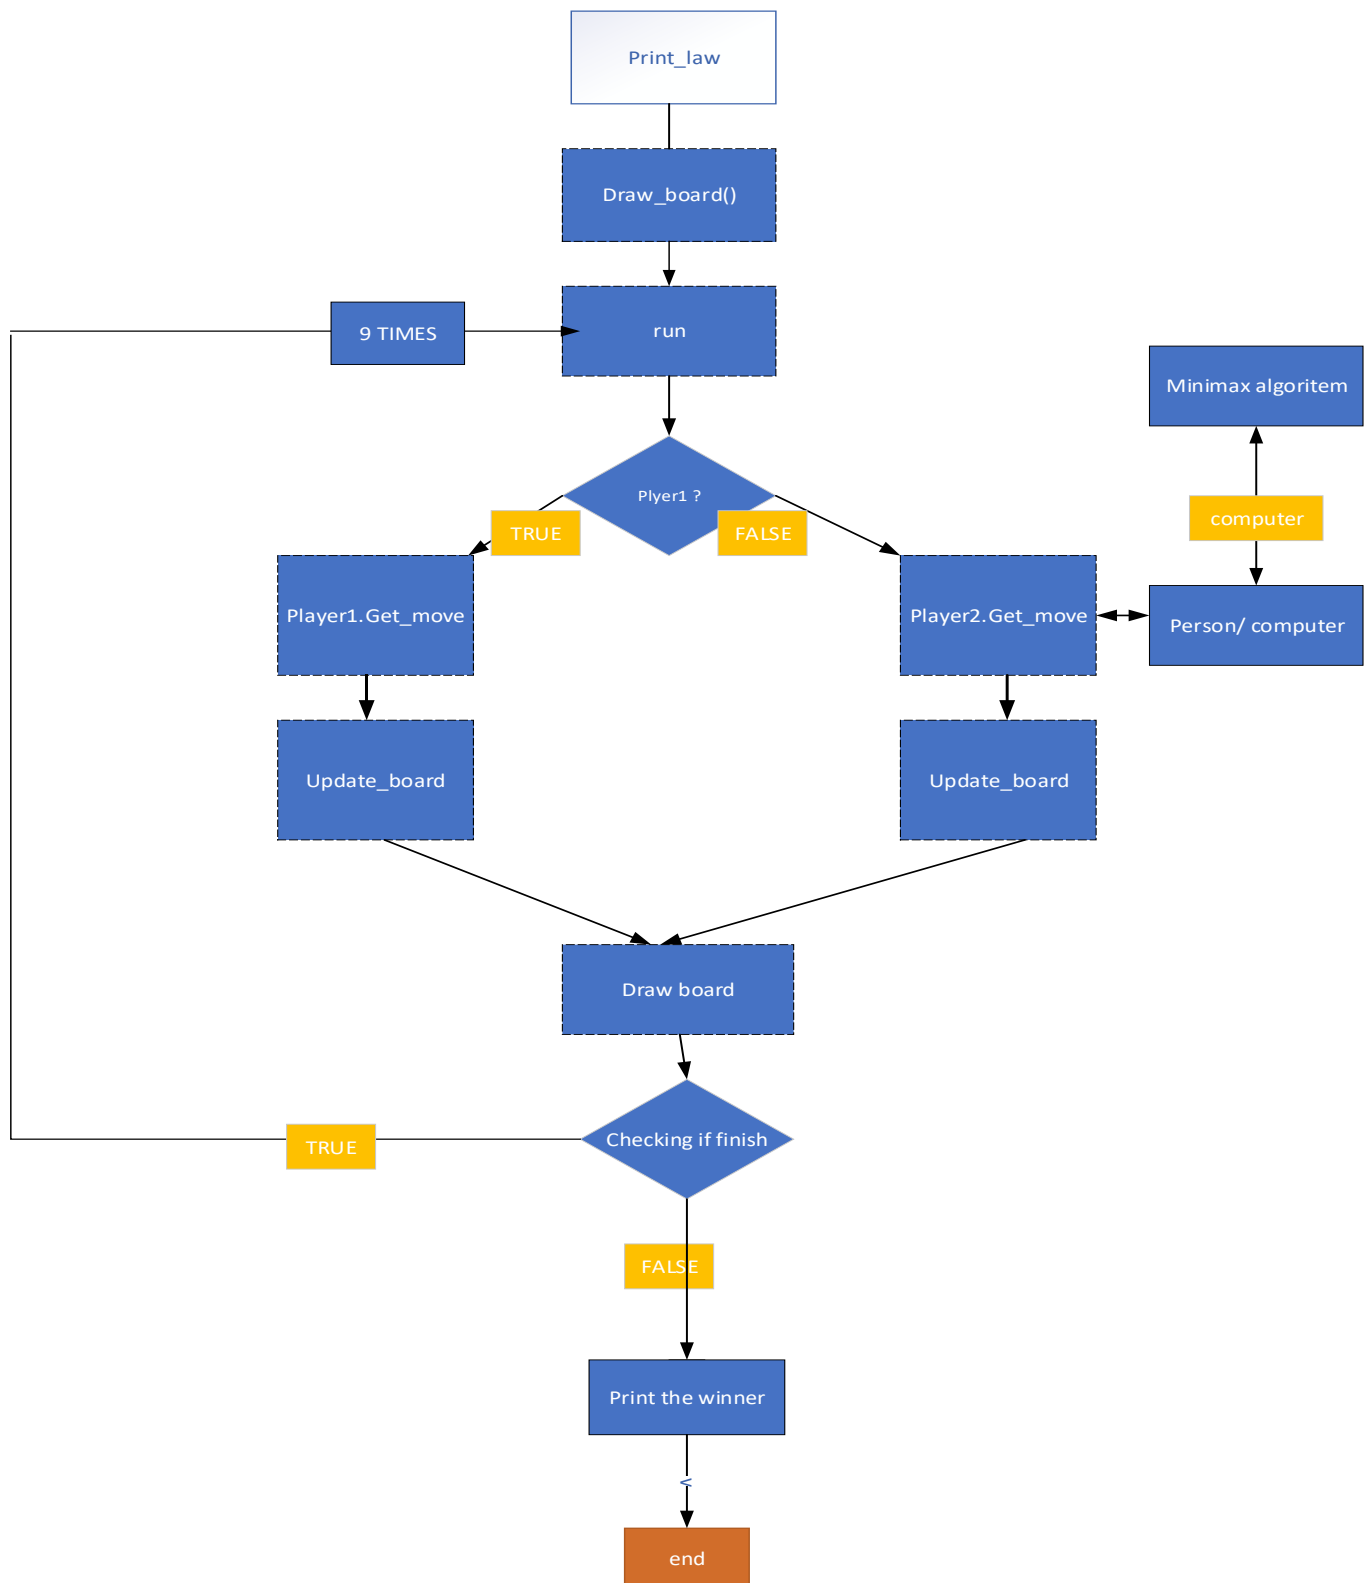 Print_law
Draw_board()
9 TIMES
run
Minimax algoritem
Plyer1 ?
TRUE
FALSE
computer
Player1.Get_move
Player2.Get_move
Person/ computer
Update_board
Update_board
Draw board
Checking if finish
TRUE
FALSE
Print the winner
v
end